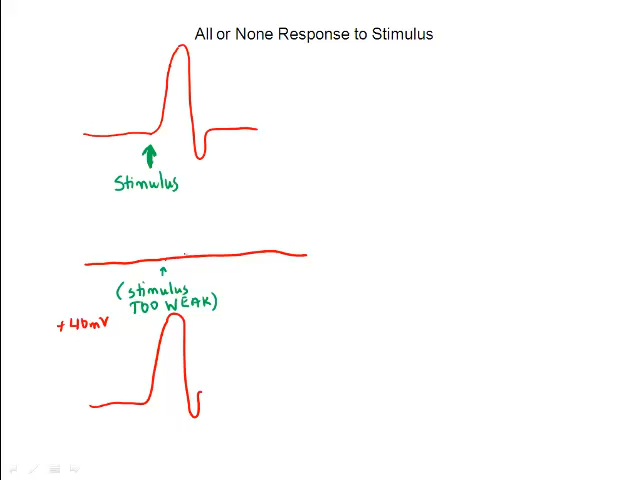 All or None Response to Stimulus
Stimulus
(stimulus
TOO WEAK)
+40mV